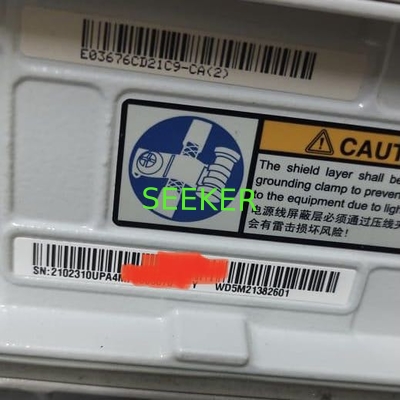 E03676CD21C9-CA(2)
CAUT
The shield layer shall be
grounding clamp to preven
to the equipment due to ligh
SEEKER
电源线屏蔽层必须通过压线夹
会有雷击损坏风险!
SN:2102310UPA4 Y WD5M21382601